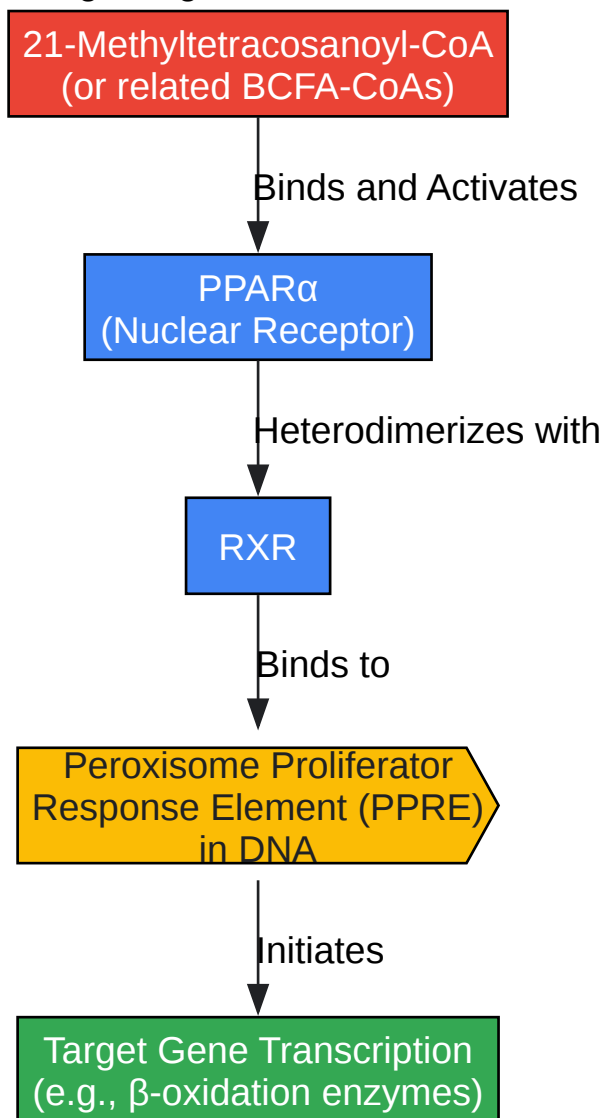 21-Methyltetracosanoyl-CoA
(or related BCFA-CoAs)
Binds and Activates
PPARα
(Nuclear Receptor)
Heterodimerizes with
RXR
Binds to
Peroxisome Proliferator
Response Element (PPRE)
in DNA
Initiates
Target Gene Transcription
(e.g., β-oxidation enzymes)